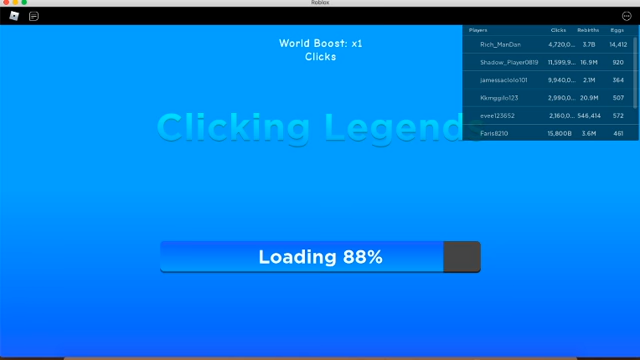 Roblox
World Boost: x1
Clicks
Players Clicks Rebirths Eggs
Rich_ManDan 4,720,0... 3.7B 14,412
Shadow_Player0819 11,599,9... 16.9M 920
jamessaclolo101 9,940,0... 2.1M 364
Kkmggilo123 2,990,0... 20.9M 507
evee123652 2,160,0... 546,414 572
Faris8210 15,800B 3.6M 461
Clicking Legends
Loading 88%